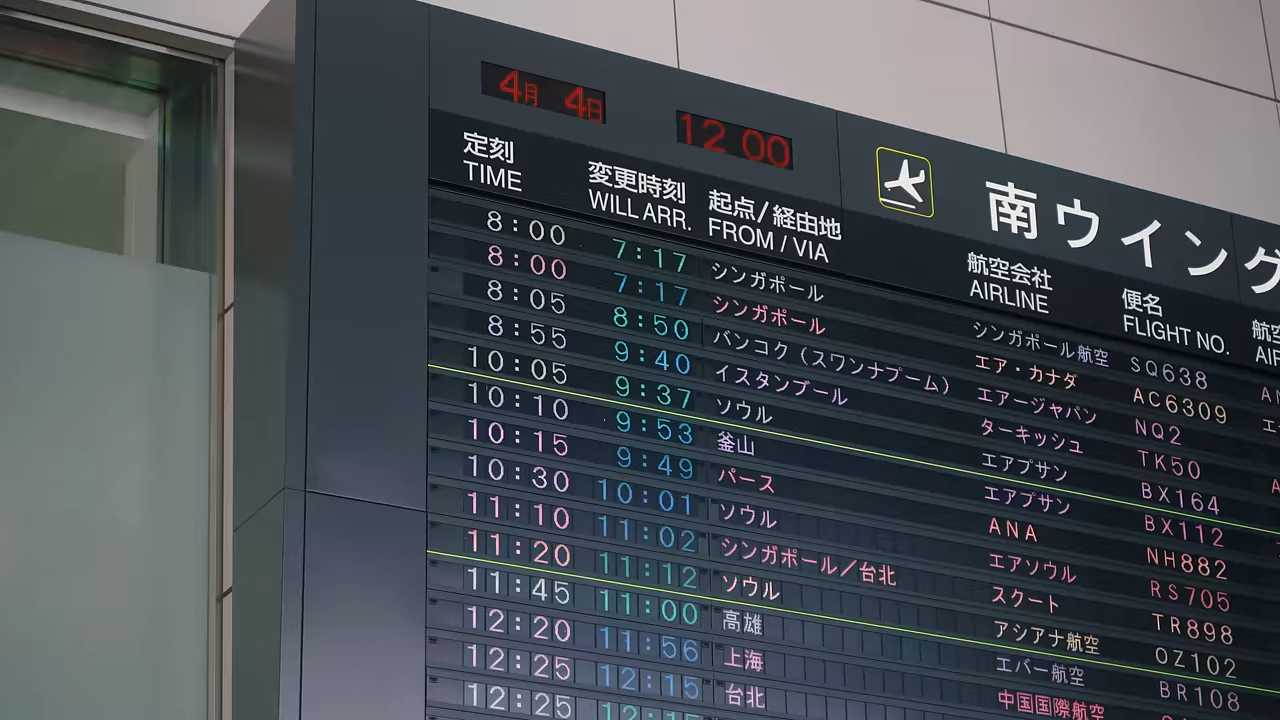 4月 4日 12 00
南ウイング
定刻 変更時刻 起点/経由地 航空会社 便名
TIME WILL ARR. FROM / VIA AIRLINE FLIGHT NO.
8:00 7:17 シンガポール シンガポール航空 SQ638
8:00 7:17 シンガポール エア・カナダ AC6309
8:05 8:50 バンコク（スワンナプーム） エアージャパン NQ2
8:55 9:40 イスタンブール ターキッシュ TK50
10:05 9:37 ソウル エアプサン BX164
10:10 9:53 釜山 エアプサン BX112
10:15 9:49 パース ANA NH882
10:30 10:01 ソウル エアソウル RS705
11:10 11:02 シンガポール／台北 スクート TR898
11:20 11:12 ソウル アシアナ航空 OZ102
11:45 11:00 高雄 エバー航空 BR108
12:20 11:56 上海 中国国際航空
12:25 12:15 台北
12:25